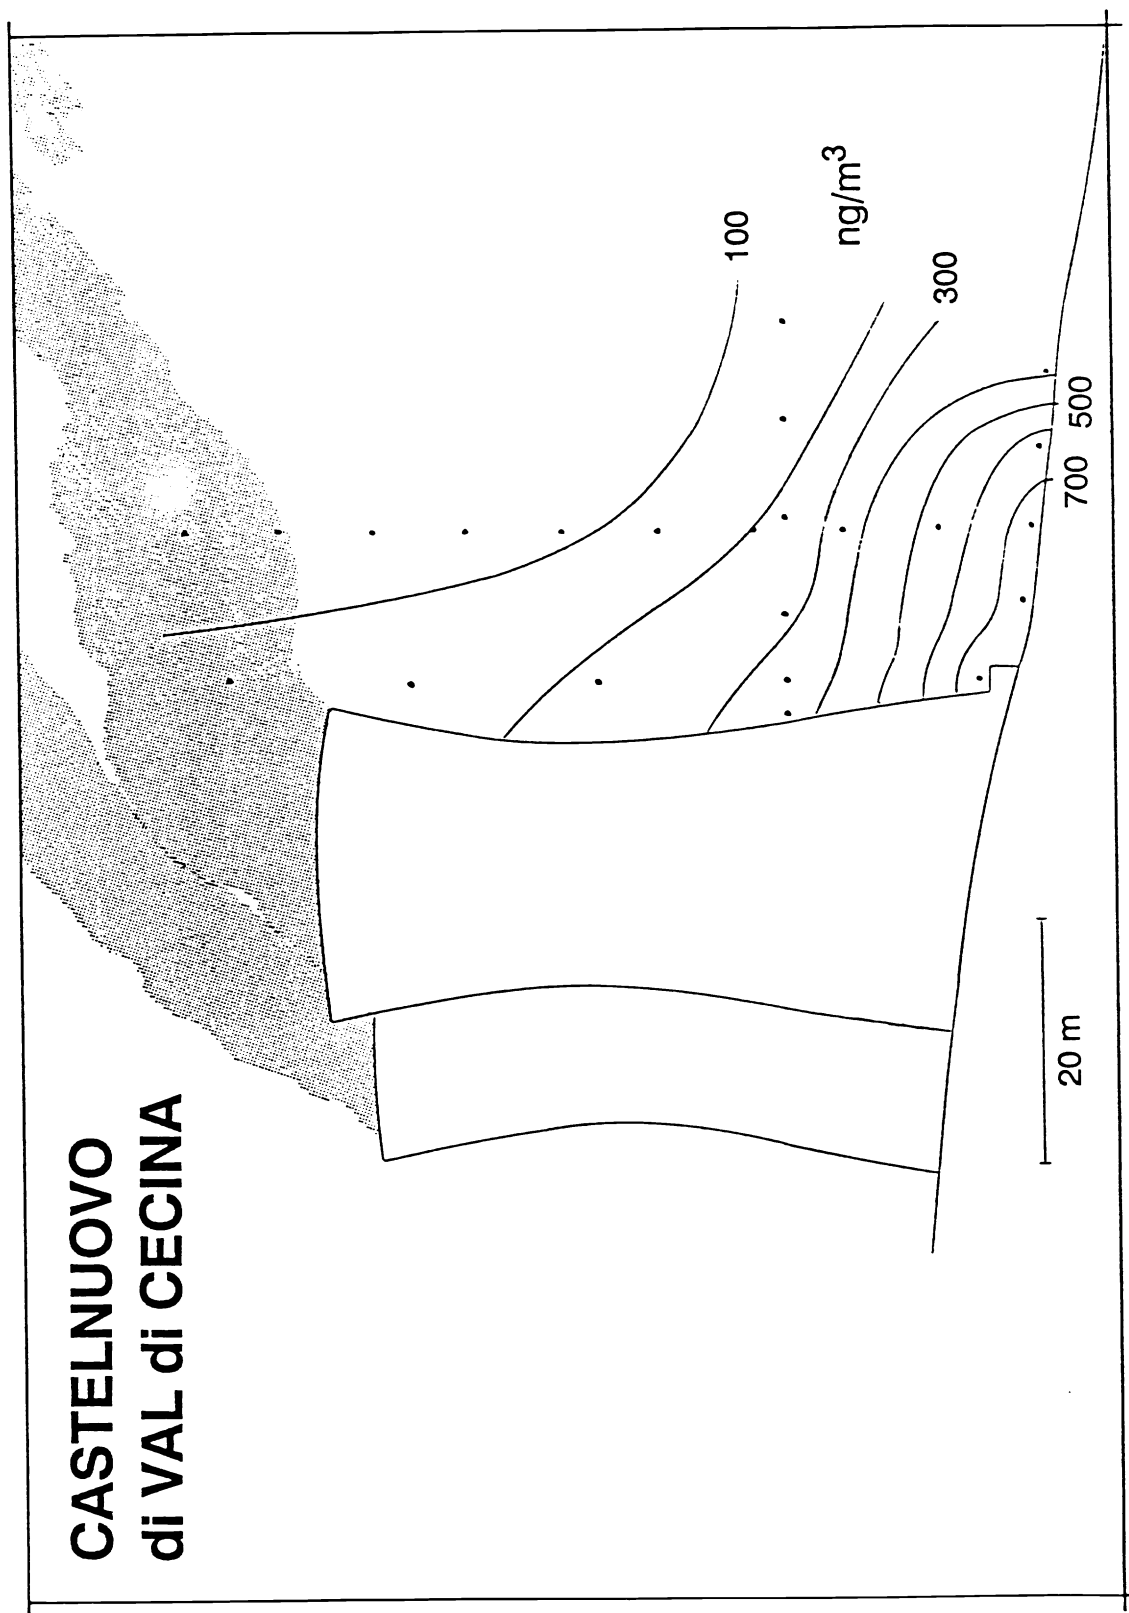 CASTELNUOVO
di VAL di CECINA
100
ng/m³
300
500
700
20 m